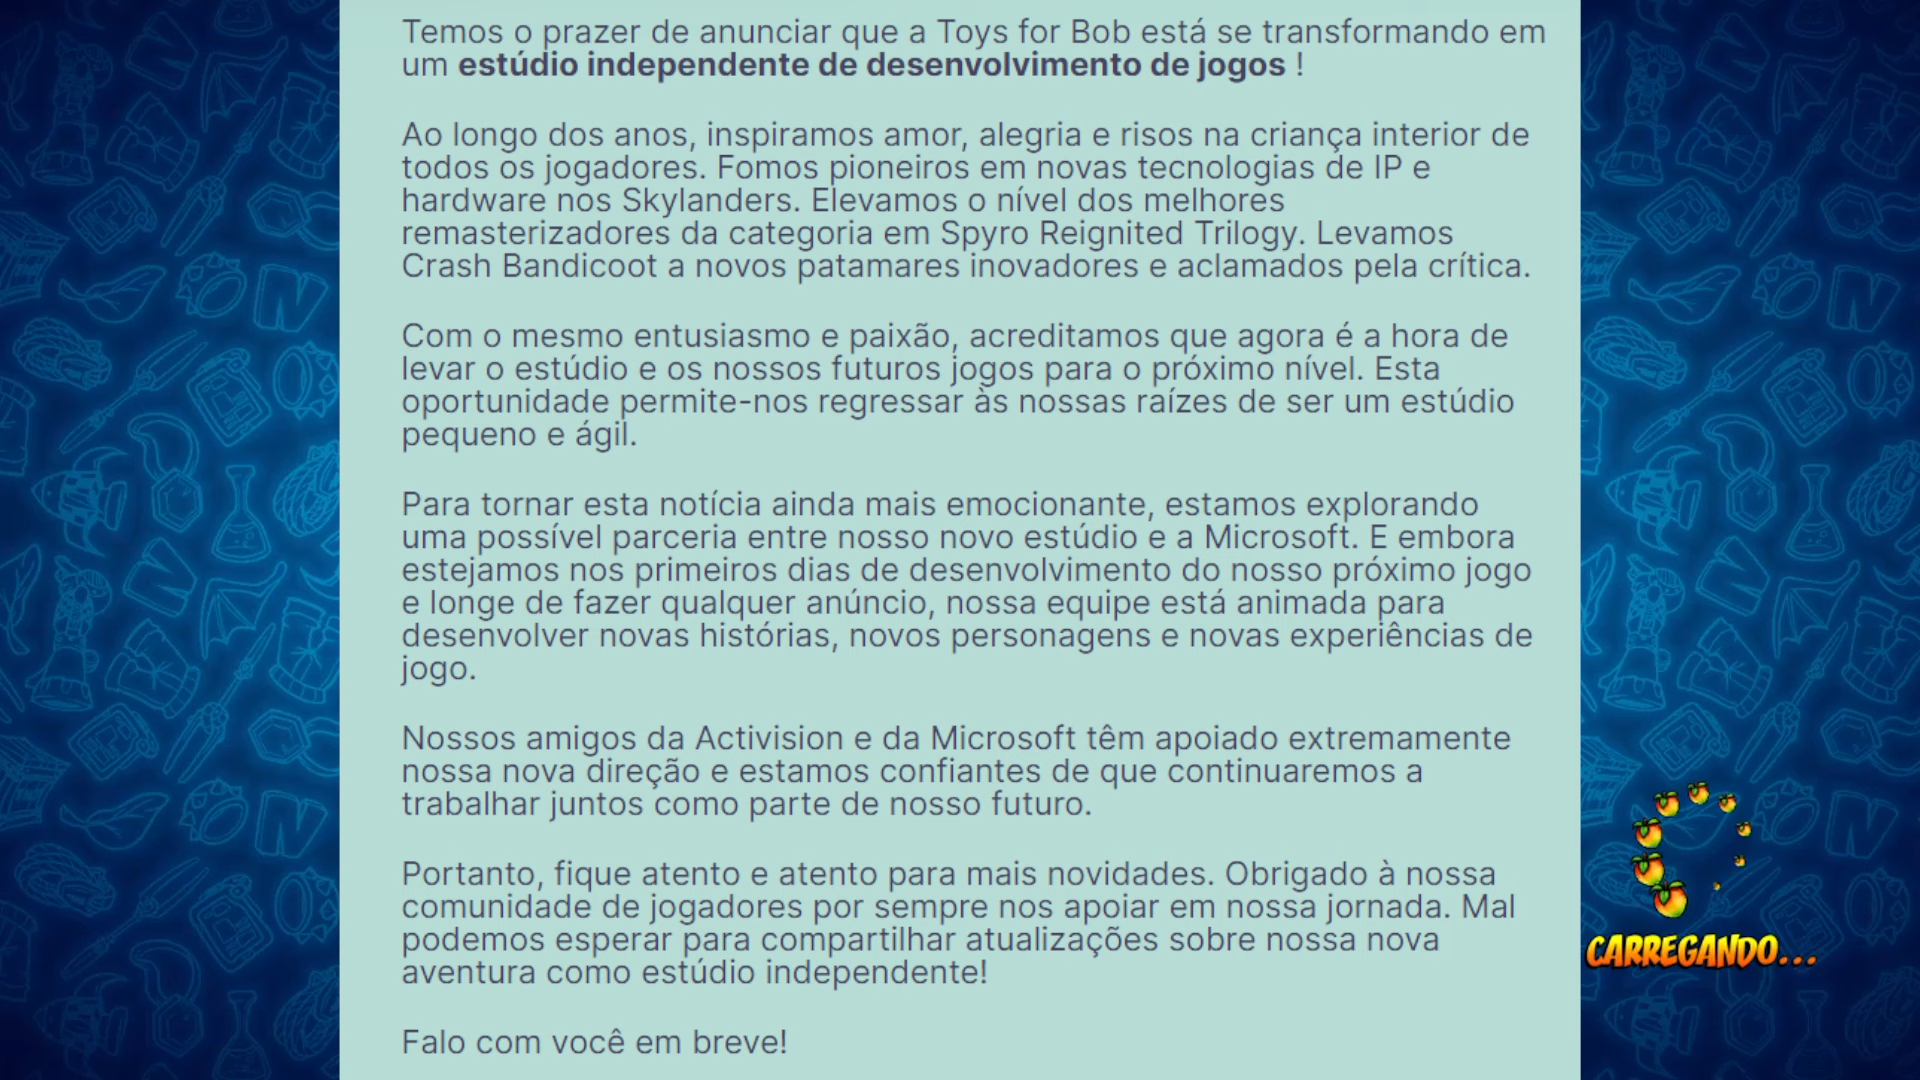 Temos o prazer de anunciar que a Toys for Bob está se transformando em
um estúdio independente de desenvolvimento de jogos !
Ao longo dos anos, inspiramos amor, alegria e risos na criança interior de
todos os jogadores. Fomos pioneiros em novas tecnologias de IP e
hardware nos Skylanders. Elevamos o nível dos melhores
remasterizadores da categoria em Spyro Reignited Trilogy. Levamos
Crash Bandicoot a novos patamares inovadores e aclamados pela crítica.
Com o mesmo entusiasmo e paixão, acreditamos que agora é a hora de
levar o estúdio e os nossos futuros jogos para o próximo nível. Esta
oportunidade permite-nos regressar às nossas raízes de ser um estúdio
pequeno e ágil.
Para tornar esta notícia ainda mais emocionante, estamos explorando
uma possível parceria entre nosso novo estúdio e a Microsoft. E embora
estejamos nos primeiros dias de desenvolvimento do nosso próximo jogo
e longe de fazer qualquer anúncio, nossa equipe está animada para
desenvolver novas histórias, novos personagens e novas experiências de
jogo.
Nossos amigos da Activision e da Microsoft têm apoiado extremamente
nossa nova direção e estamos confiantes de que continuaremos a
trabalhar juntos como parte de nosso futuro.
Portanto, fique atento e atento para mais novidades. Obrigado à nossa
comunidade de jogadores por sempre nos apoiar em nossa jornada. Mal
podemos esperar para compartilhar atualizações sobre nossa nova
aventura como estúdio independente!
Falo com você em breve!
CARREGANDO...